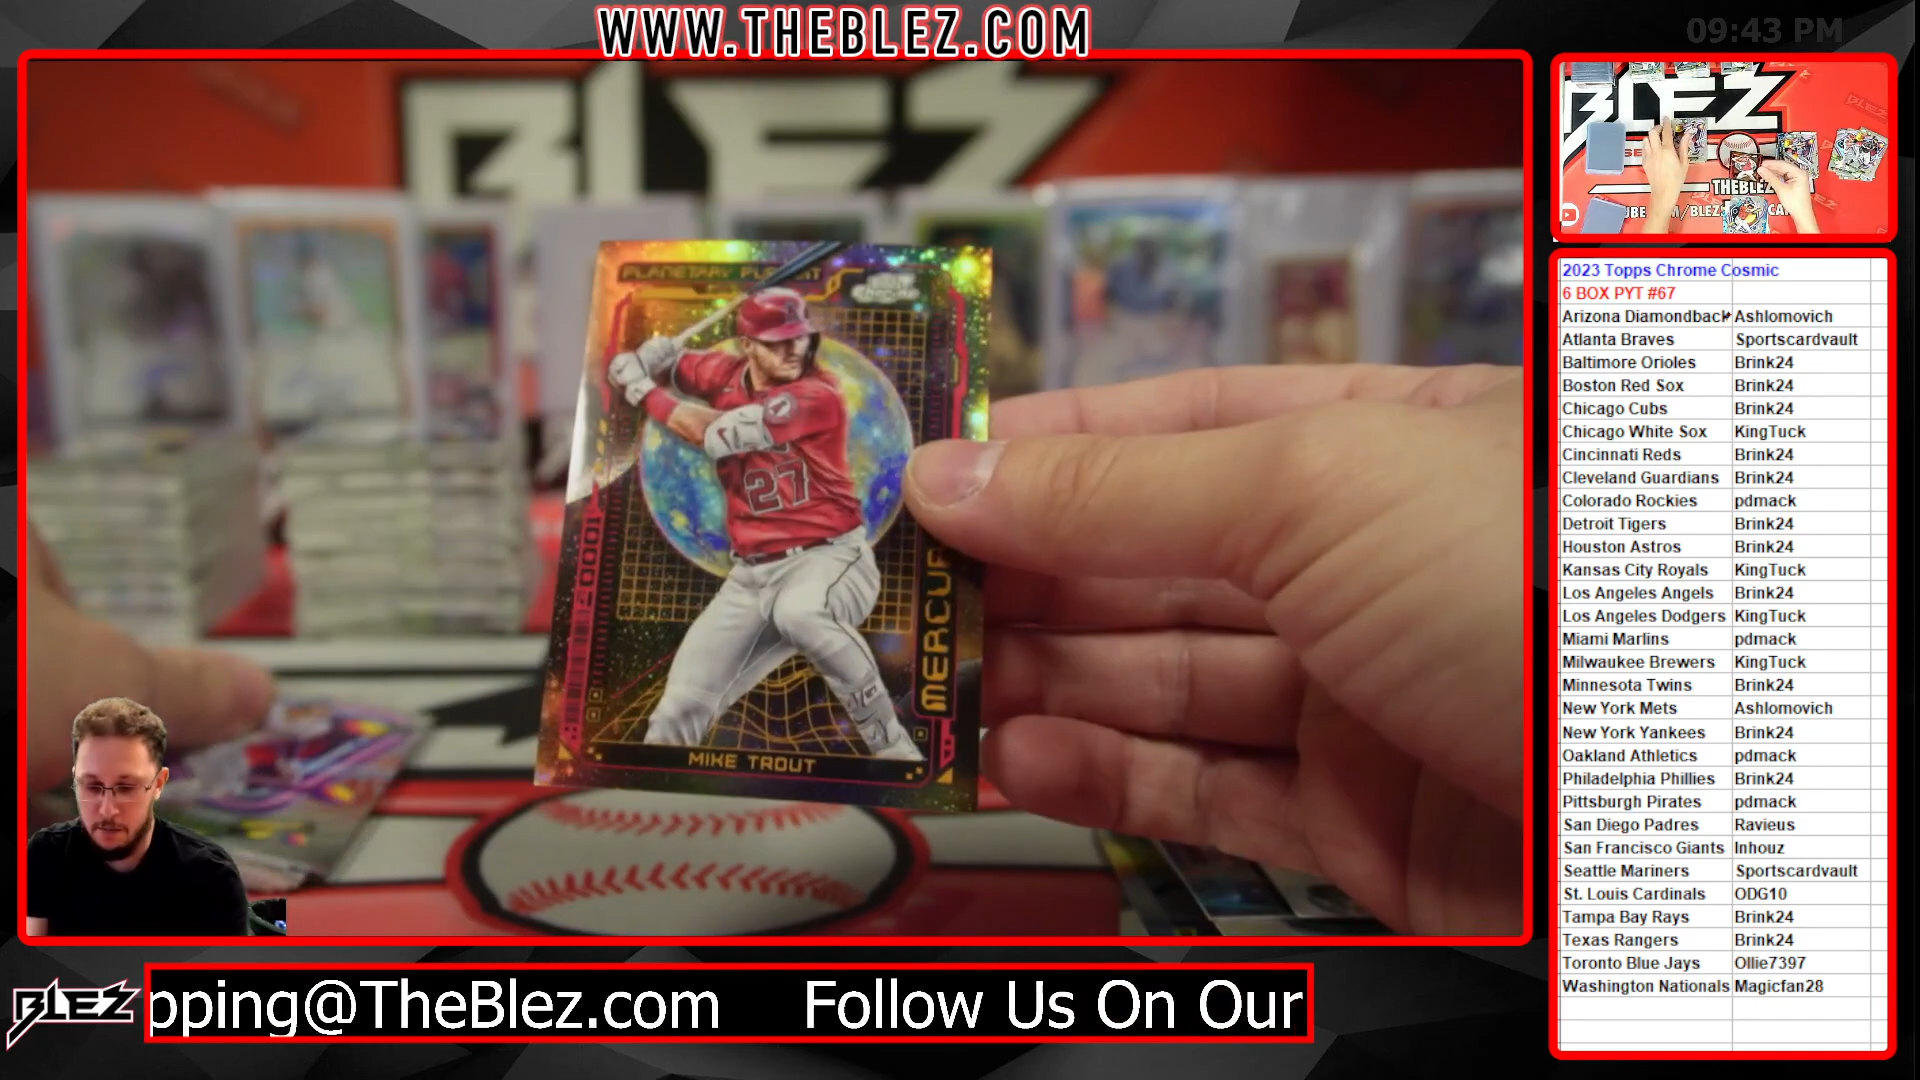 WWW.THEBLEZ.COM
09:43 PM
BLEZ
PLANETARY PURSUIT
27
MERCUR
MIKE TROUT
BLEZ
THEBLEZ
2023 Topps Chrome Cosmic
6 BOX PYT #67
Arizona Diamondback Ashlomovich
Atlanta Braves Sportscardvault
Baltimore Orioles Brink24
Boston Red Sox Brink24
Chicago Cubs Brink24
Chicago White Sox KingTuck
Cincinnati Reds Brink24
Cleveland Guardians Brink24
Colorado Rockies pdmack
Detroit Tigers Brink24
Houston Astros Brink24
Kansas City Royals KingTuck
Los Angeles Angels Brink24
Los Angeles Dodgers KingTuck
Miami Marlins pdmack
Milwaukee Brewers KingTuck
Minnesota Twins Brink24
New York Mets Ashlomovich
New York Yankees Brink24
Oakland Athletics pdmack
Philadelphia Phillies Brink24
Pittsburgh Pirates pdmack
San Diego Padres Ravieus
San Francisco Giants Inhouz
Seattle Mariners Sportscardvault
St. Louis Cardinals ODG10
Tampa Bay Rays Brink24
Texas Rangers Brink24
Toronto Blue Jays Ollie7397
Washington Nationals Magicfan28
BLEZ
pping@TheBlez.com Follow Us On Our